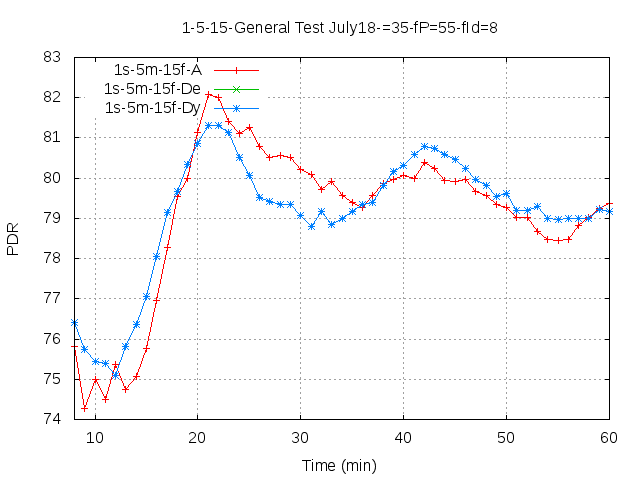 1-5-15-General Test July18-=35-fP=55-fId=8
83
82
81
80
79
78
77
76
75
74
PDR
1s-5m-15f-A
1s-5m-15f-De
1s-5m-15f-Dy
10 20 30 40 50 60
Time (min)